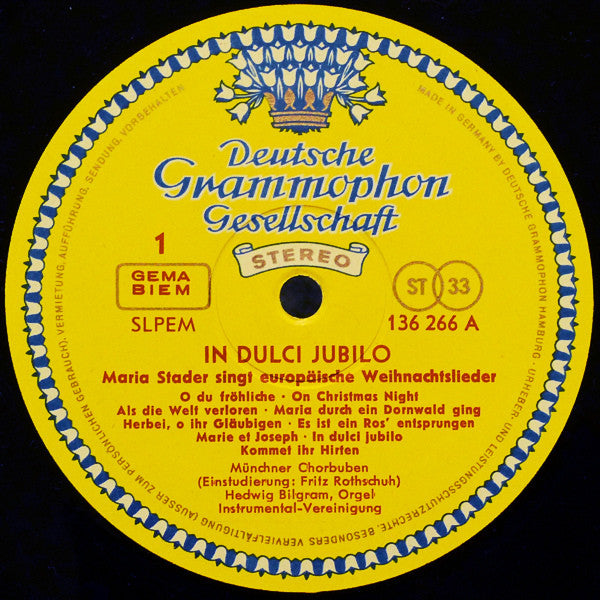 Deutsche
Grammophon
Gesellschaft
STEREO
1
GEMA
BIEM
SLPEM
ST 33
136 266 A
IN DULCI JUBILO
Maria Stader singt europäische Weihnachtslieder
O du fröhliche · On Christmas Night
Als die Welt verloren · Maria durch ein Dornwald ging
Herbei, o ihr Gläubigen · Es ist ein Ros' entsprungen
Marie et Joseph · In dulci jubilo
Kommet ihr Hirten
Münchner Chorbuben
(Einstudierung: Fritz Rothschuh)
Hedwig Bilgram, Orgel
Instrumental-Vereinigung
MADE IN GERMANY BY DEUTSCHE GRAMMOPHON HAMBURG · URHEBER- UND LEISTUNGSSCHUTZRECHTE, BESONDERS VERVIELFÄLTIGUNG (AUSSER ZUM PERSÖNLICHEN GEBRAUCH), VERMIETUNG, AUFFÜHRUNG, SENDUNG, VORBEHALTEN